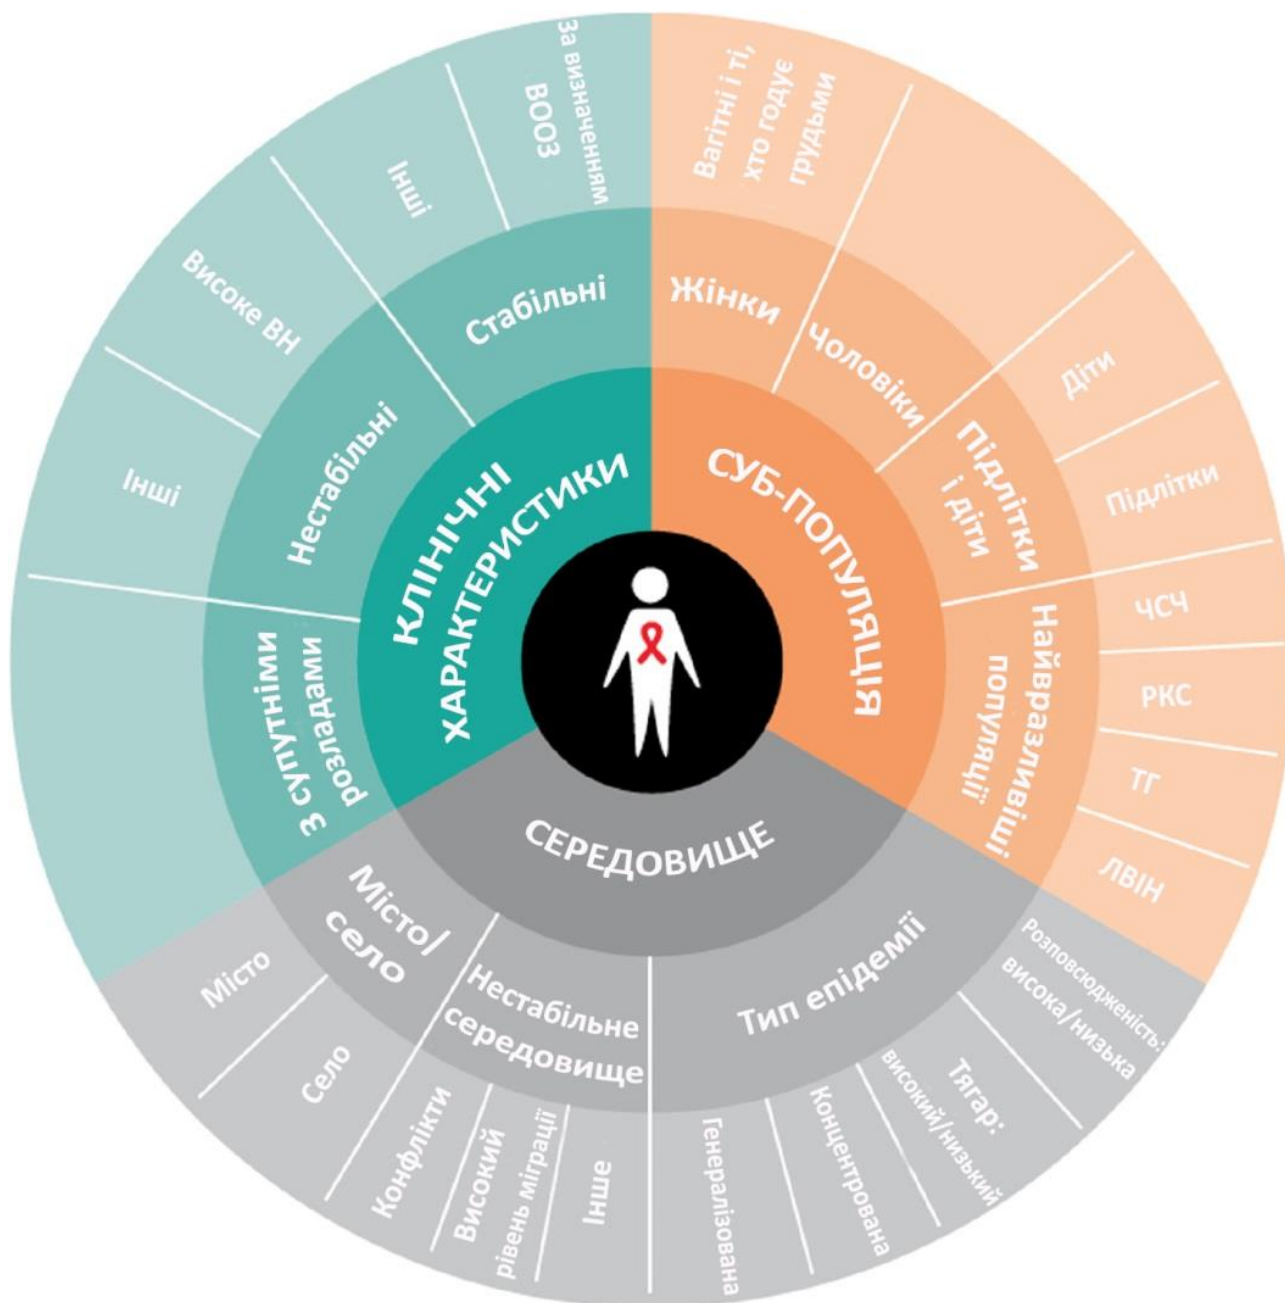 КЛІНІЧНІ
ХАРАКТЕРИСТИКИ
Стабільні
За визначенням
ВООЗ
Інші
Нестабільні
Високе ВН
Інші
З супутніми
розладами
СУБ-ПОПУЛЯЦІЯ
Жінки
Вагітні і ті,
хто годує
грудьми
Чоловіки
Підлітки
і діти
Діти
Підлітки
Найвразливіші
популяції
ЧСЧ
РКС
ТГ
ЛВІН
СЕРЕДОВИЩЕ
Місто/
село
Місто
Село
Нестабільне
середовище
Конфлікти
Високий
рівень міграції
Інше
Тип епідемії
Генералізована
Концентрована
Тягар:
високий/низький
Розповсюдженість:
висока/низька